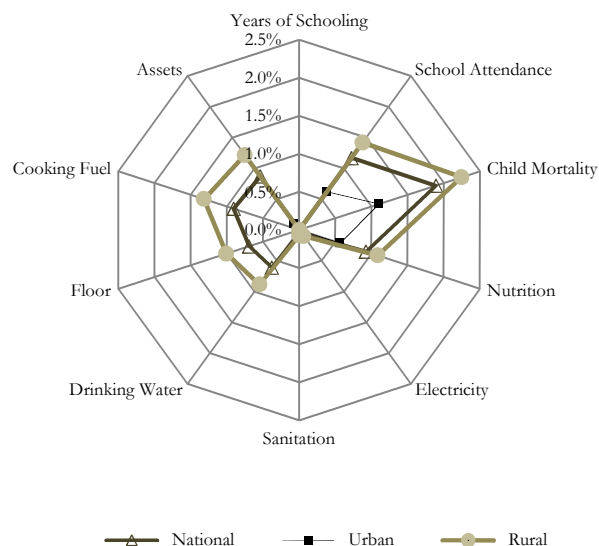 Years of Schooling
2.5%
Assets
School Attendance
2.0%
1.5%
Cooking Fuel
1.0%
Child Mortality
0.5%
0.0%
Floor
Nutrition
Drinking Water
Electricity
Sanitation
National
Urban
Rural